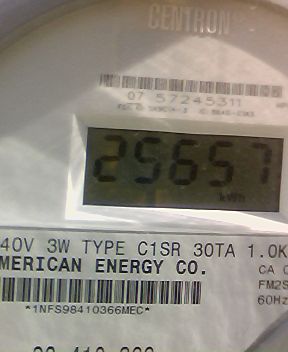 CENTRON
07 57245311
25657
kWh
40V 3W TYPE C1SR 30TA 1.0K
MERICAN ENERGY CO.
CA
FM2S
60Hz
*1NFS98410366MEC*